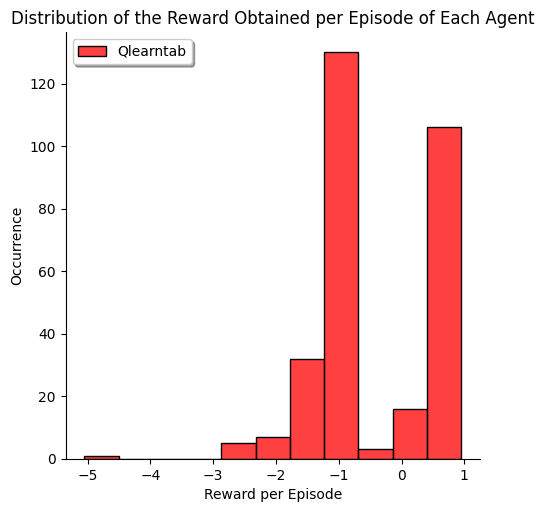 Distribution of the Reward Obtained per Episode of Each Agent
Qlearntab
120
100
80
60
40
20
0
Occurrence
−5 −4 −3 −2 −1 0 1
Reward per Episode